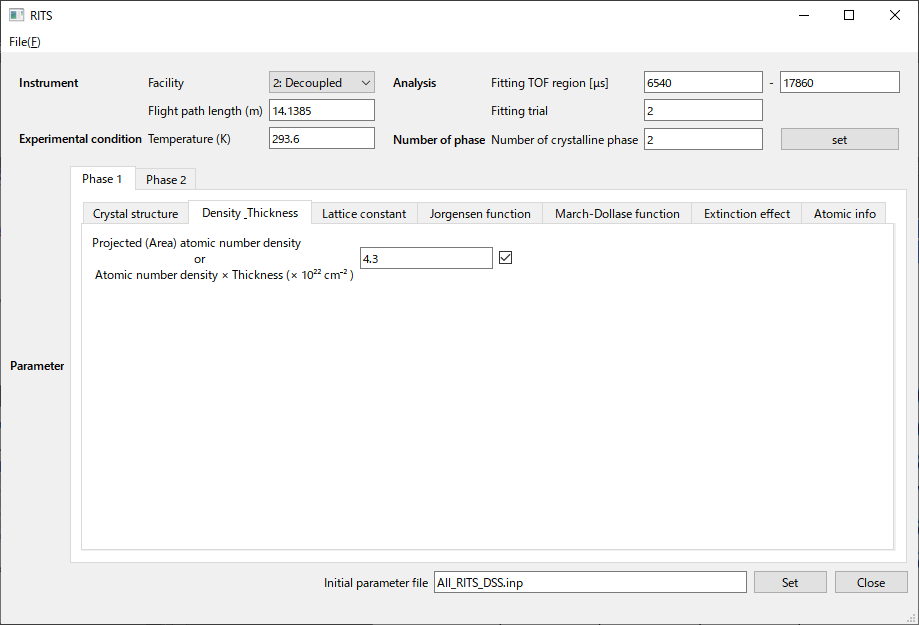 RITS
File(F)
Instrument Facility 2: Decoupled Analysis Fitting TOF region [μs] 6540 - 17860
Flight path length (m) 14.1385 Fitting trial 2
Experimental condition Temperature (K) 293.6 Number of phase Number of crystalline phase 2 set
Phase 1 Phase 2
Crystal structure Density_Thickness Lattice constant Jorgensen function March-Dollase function Extinction effect Atomic info
Projected (Area) atomic number density
or
4.3
Atomic number density × Thickness (× 10²² cm⁻² )
Parameter
Initial parameter file All_RITS_DSS.inp Set Close